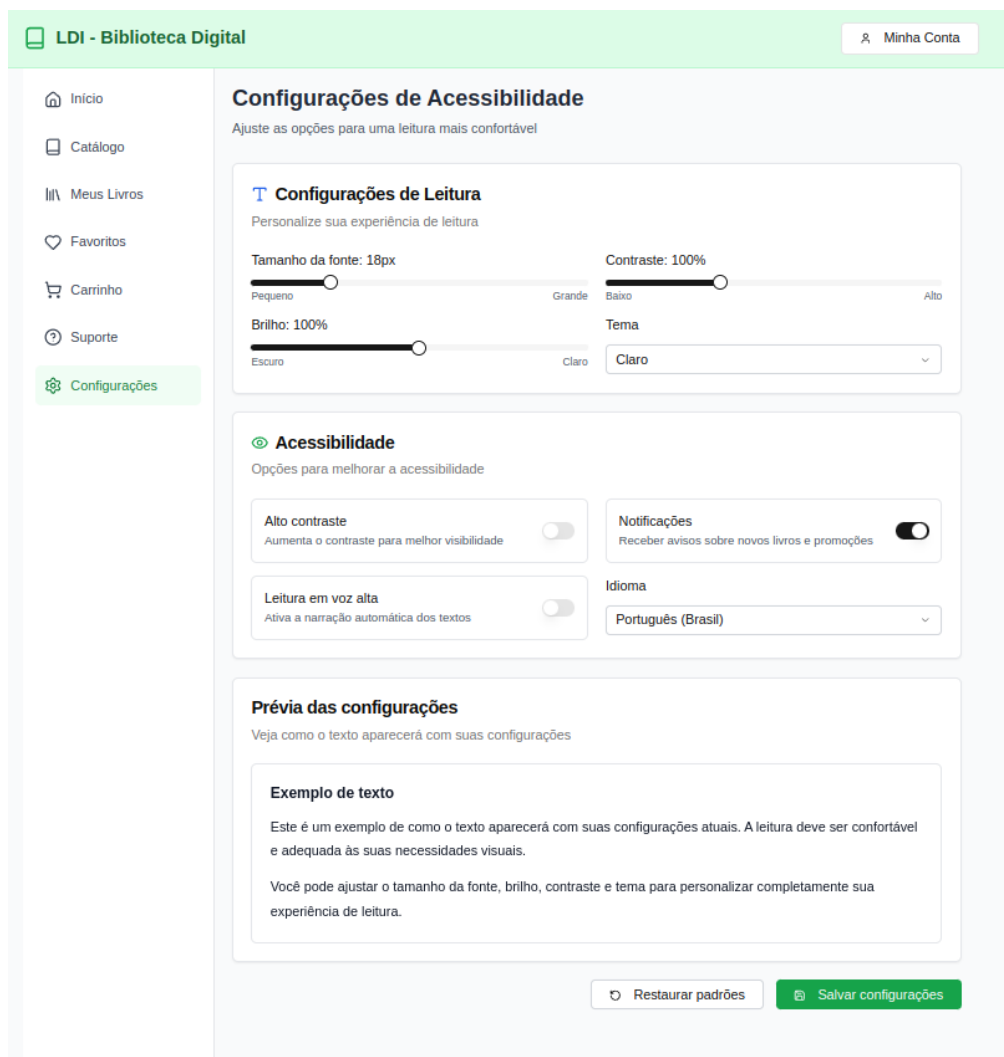 LDI - Biblioteca Digital
Minha Conta
Início
Catálogo
Meus Livros
Favoritos
Carrinho
Suporte
Configurações
Configurações de Acessibilidade
Ajuste as opções para uma leitura mais confortável
Configurações de Leitura
Personalize sua experiência de leitura
Tamanho da fonte: 18px
Pequeno
Grande
Contraste: 100%
Baixo
Alto
Brilho: 100%
Escuro
Claro
Tema
Claro
Acessibilidade
Opções para melhorar a acessibilidade
Alto contraste
Aumenta o contraste para melhor visibilidade
Notificações
Receber avisos sobre novos livros e promoções
Leitura em voz alta
Ativa a narração automática dos textos
Idioma
Português (Brasil)
Prévia das configurações
Veja como o texto aparecerá com suas configurações
Exemplo de texto
Este é um exemplo de como o texto aparecerá com suas configurações atuais. A leitura deve ser confortável
e adequada às suas necessidades visuais.
Você pode ajustar o tamanho da fonte, brilho, contraste e tema para personalizar completamente sua
experiência de leitura.
Restaurar padrões
Salvar configurações